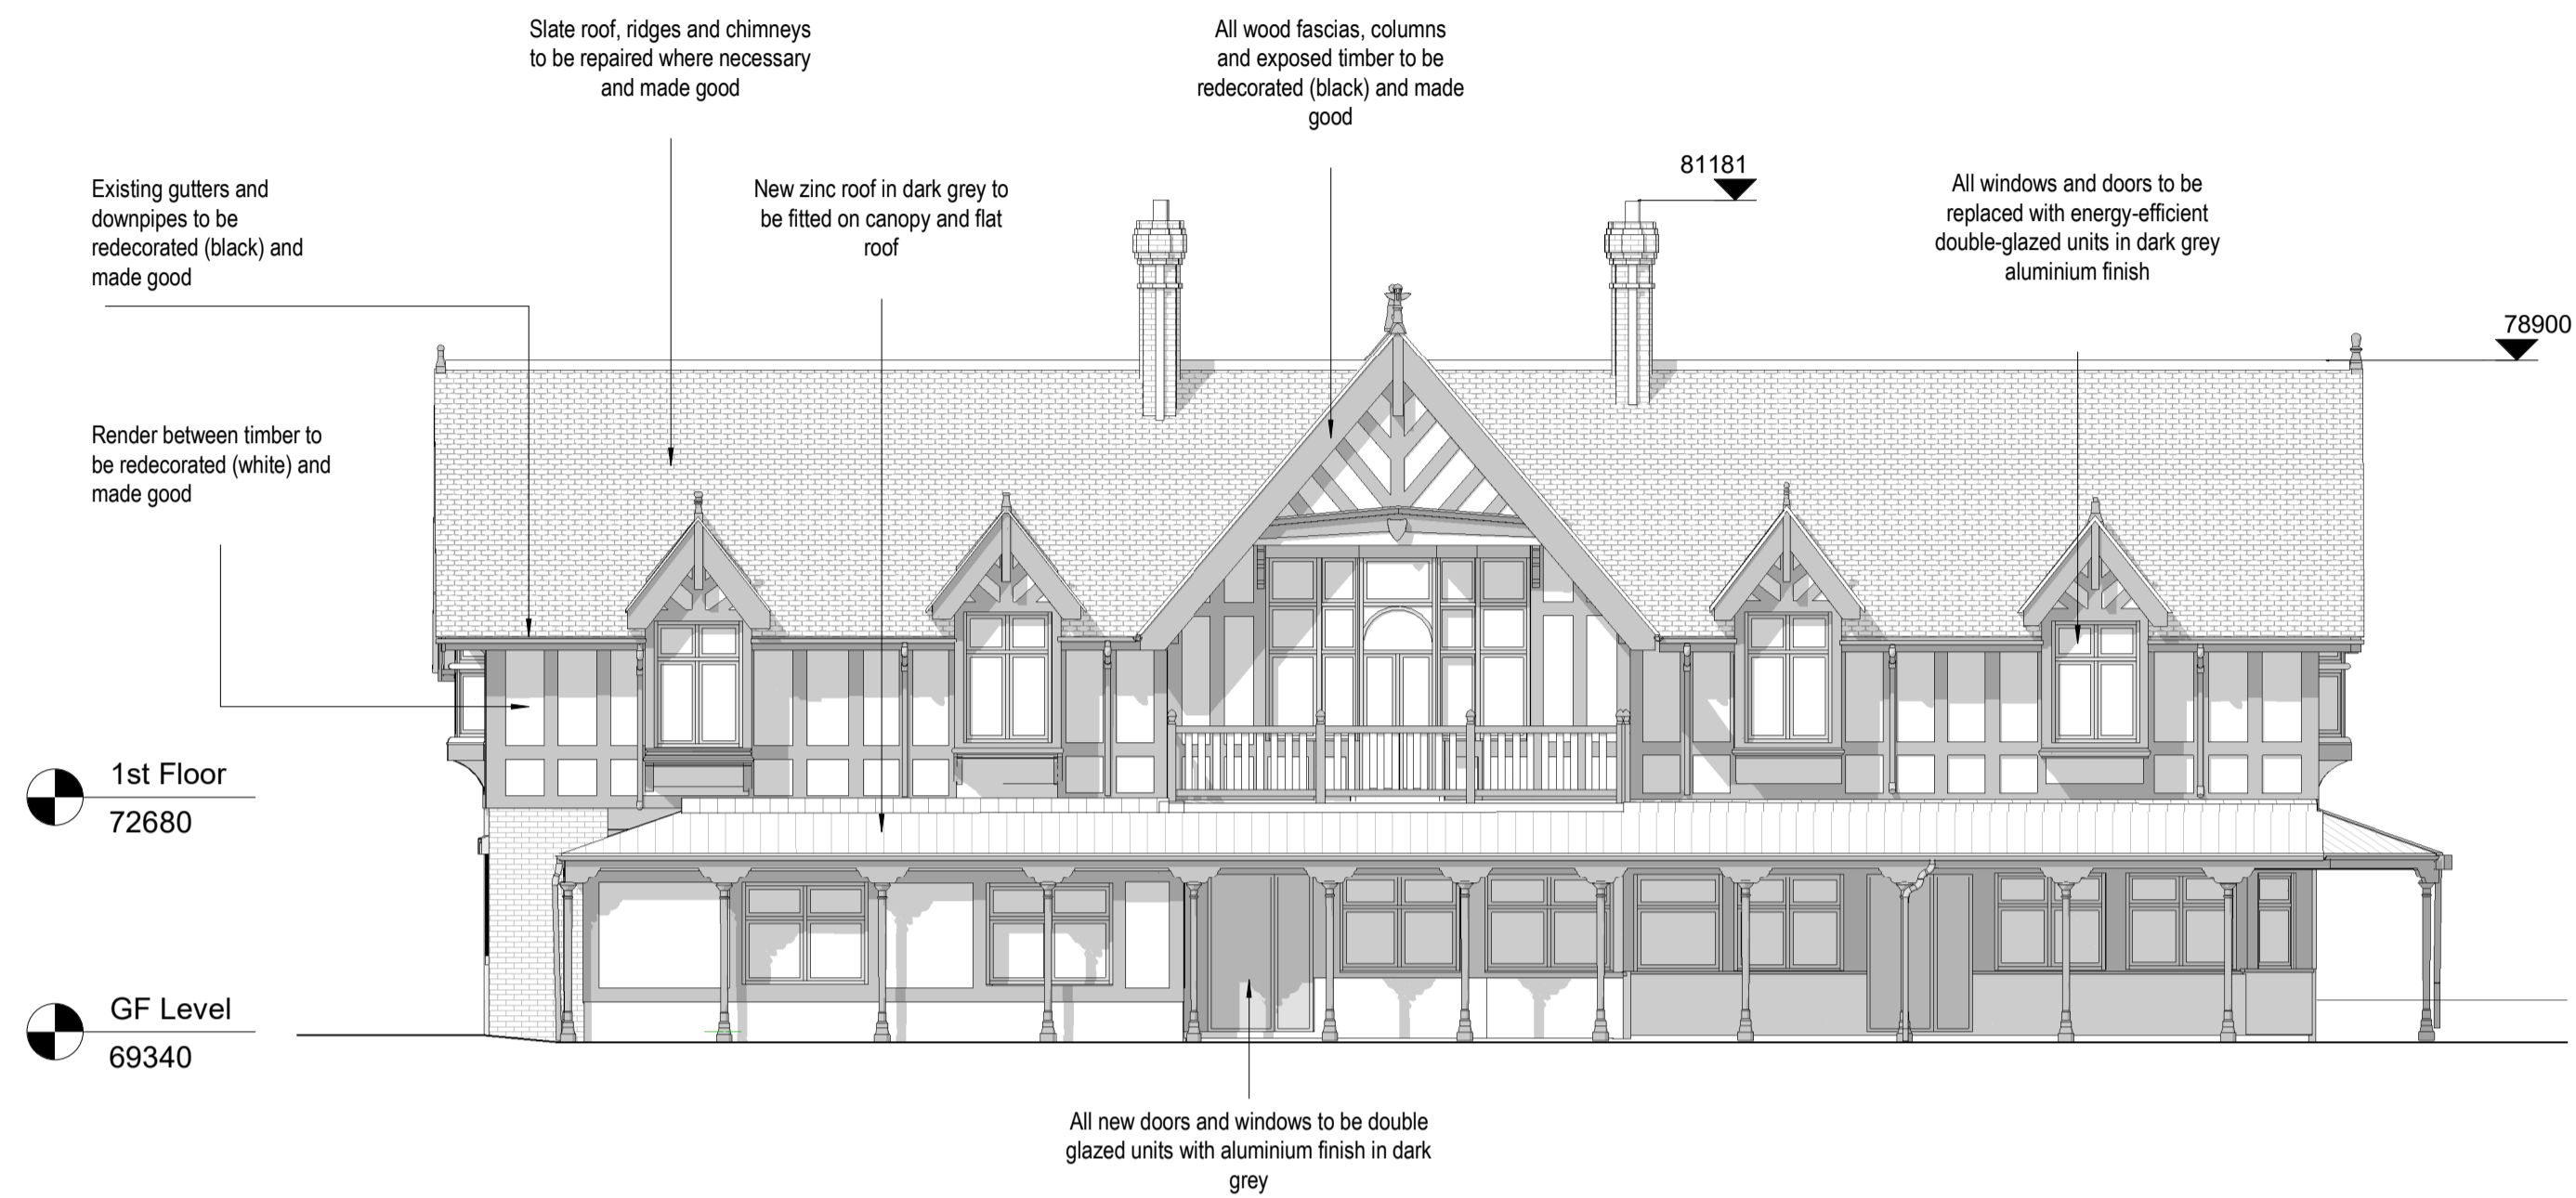 Slate roof, ridges and chimneys
to be repaired where necessary
and made good
All wood fascias, columns
and exposed timber to be
redecorated (black) and made
good
81181
Existing gutters and
downpipes to be
redecorated (black) and
made good
New zinc roof in dark grey to
be fitted on canopy and flat
roof
All windows and doors to be
replaced with energy-efficient
double-glazed units in dark grey
aluminium finish
78900
Render between timber to
be redecorated (white) and
made good
1st Floor
72680
GF Level
69340
All new doors and windows to be double
glazed units with aluminium finish in dark
grey